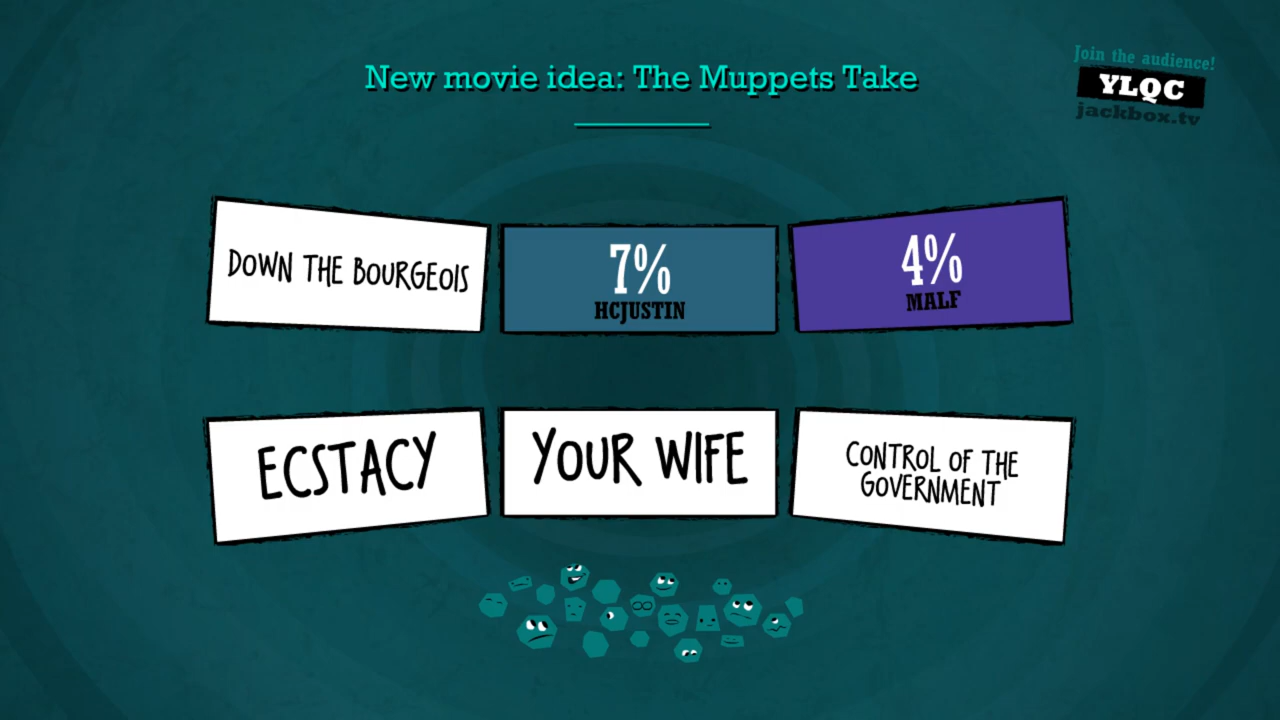 New movie idea: The Muppets Take
Join the audience!
YLQC
jackbox.tv
DOWN THE BOURGEOIS
7%
HCJUSTIN
4%
MALF
ECSTACY
YOUR WIFE
CONTROL OF THE
GOVERNMENT